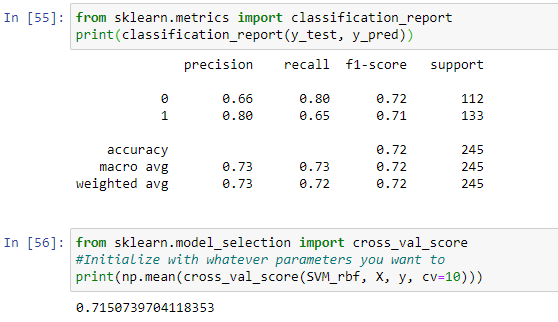 In [55]: from sklearn.metrics import classification_report
print(classification_report(y_test, y_pred))
precision recall f1-score support
0 0.66 0.80 0.72 112
1 0.80 0.65 0.71 133
accuracy 0.72 245
macro avg 0.73 0.73 0.72 245
weighted avg 0.73 0.72 0.72 245
In [56]: from sklearn.model_selection import cross_val_score
#Initialize with whatever parameters you want to
print(np.mean(cross_val_score(SVM_rbf, X, y, cv=10)))
0.7150739704118353